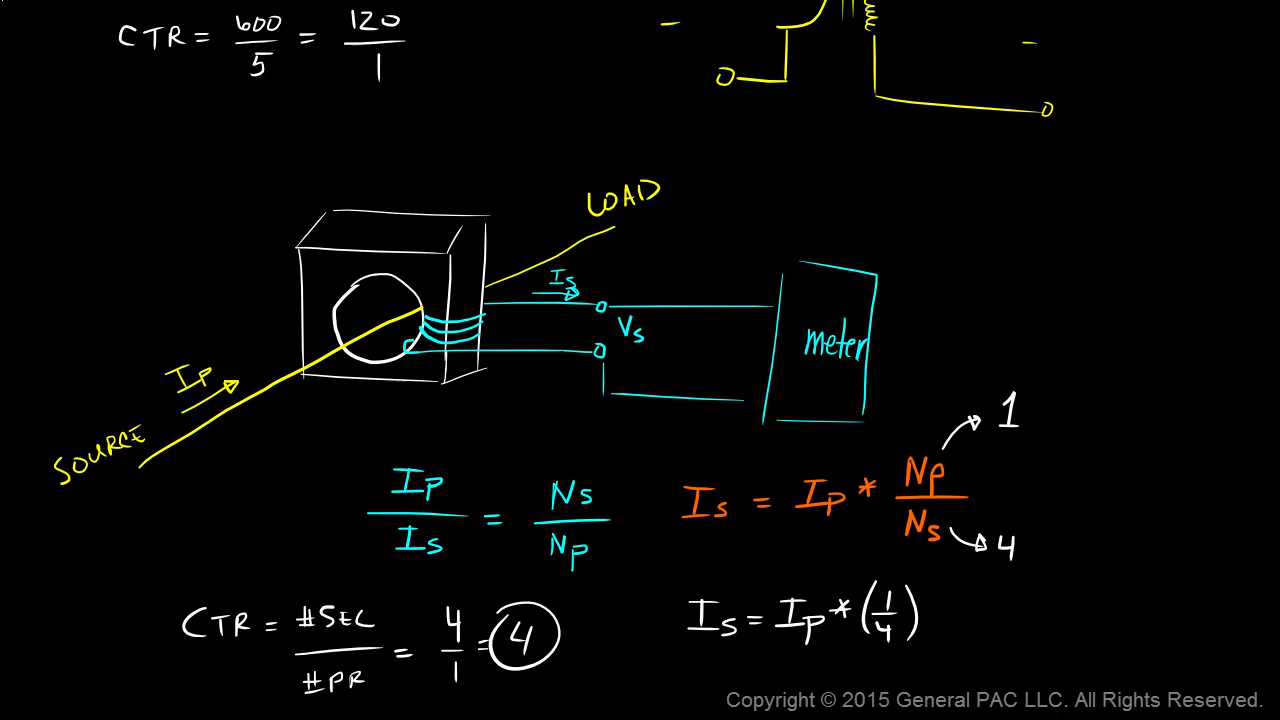 CTR = 600/5 = 120/1
LOAD
Is
Vs
meter
Ip
SOURCE
1
Ip/Is = Ns/Np
Is = Ip * Np/Ns
4
CTR = #SEC/#PR = 4/1 = 4
Is = Ip * (1/4)
Copyright © 2015 General PAC LLC. All Rights Reserved.